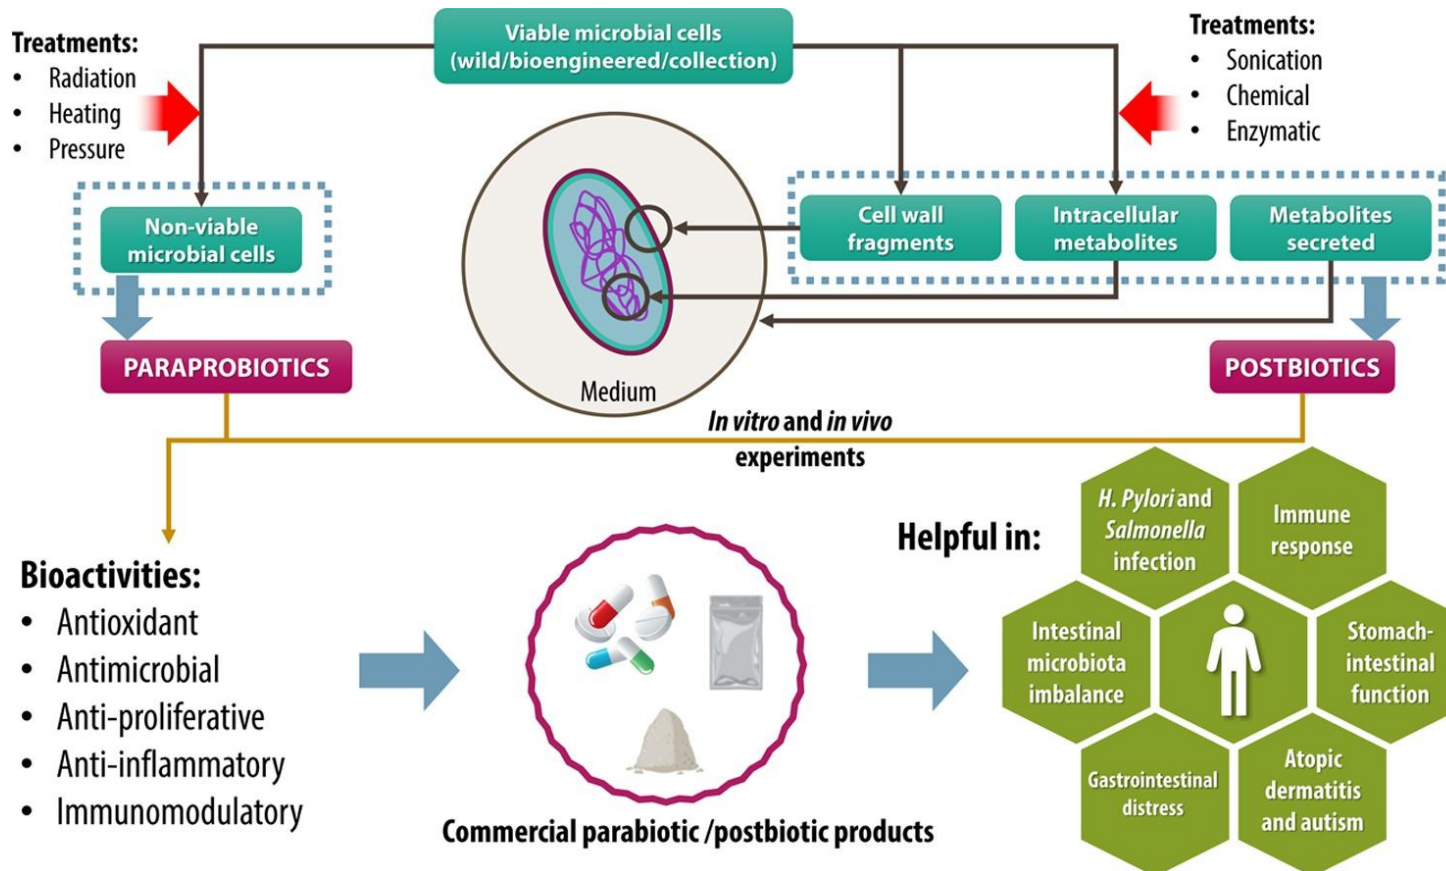 Treatments:
• Radiation
• Heating
• Pressure
Viable microbial cells
(wild/bioengineered/collection)
Treatments:
• Sonication
• Chemical
• Enzymatic
Non-viable
microbial cells
Cell wall
fragments
Intracellular
metabolites
Metabolites
secreted
Medium
PARAPROBIOTICS
POSTBIOTICS
In vitro and in vivo
experiments
Bioactivities:
• Antioxidant
• Antimicrobial
• Anti-proliferative
• Anti-inflammatory
• Immunomodulatory
Commercial parabiotic /postbiotic products
Helpful in:
H. Pylori and
Salmonella
infection
Immune
response
Intestinal
microbiota
imbalance
Stomach-
intestinal
function
Gastrointestinal
distress
Atopic
dermatitis
and autism